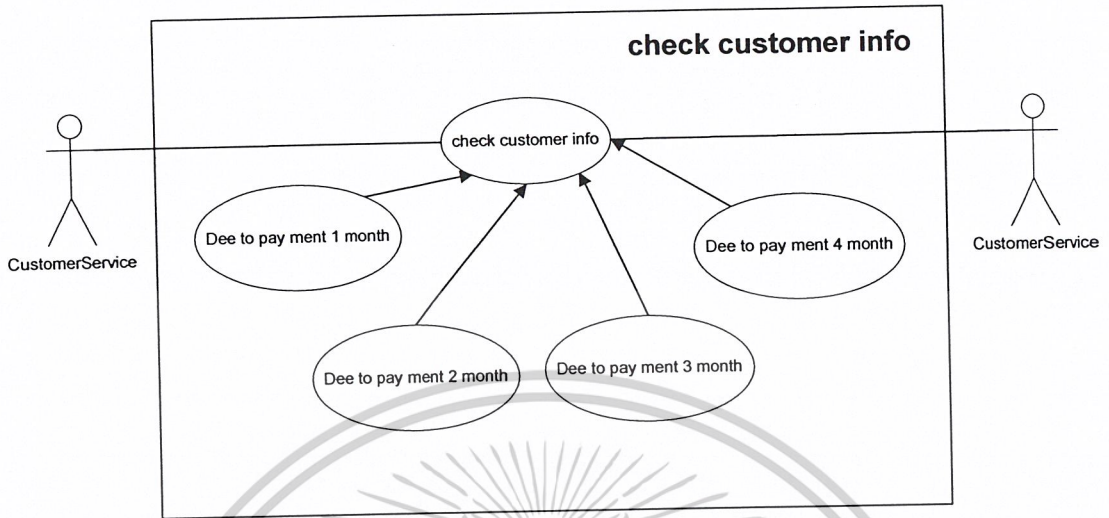 check customer info
check customer info
Dee to pay ment 1 month
Dee to pay ment 4 month
CustomerService
CustomerService
Dee to pay ment 2 month
Dee to pay ment 3 month